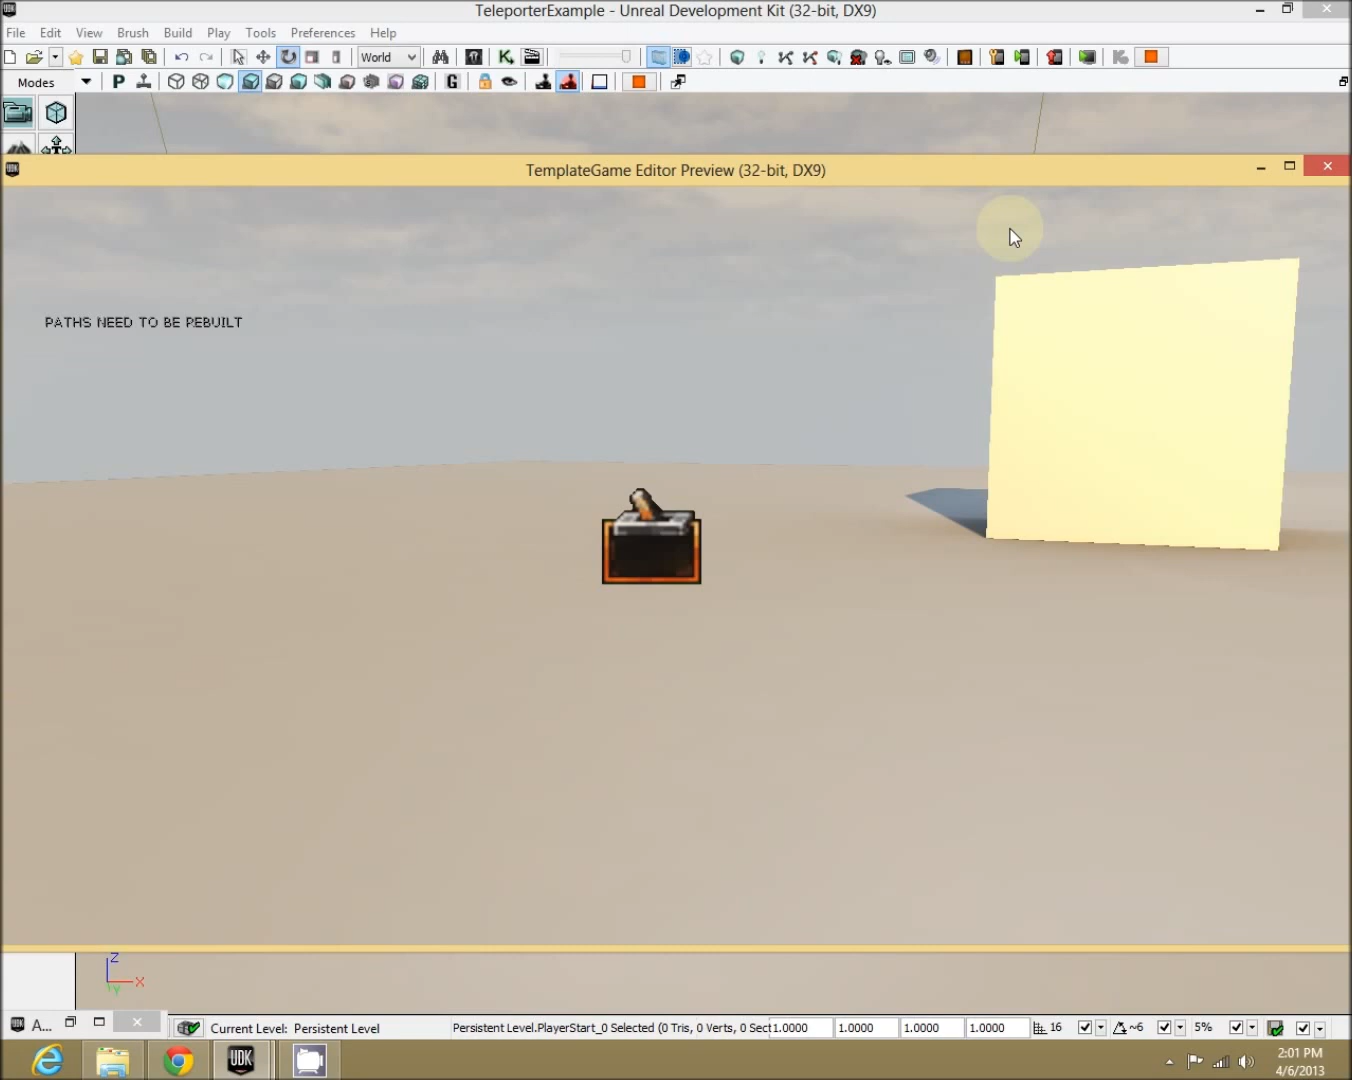 TeleporterExample - Unreal Development Kit (32-bit, DX9)
File Edit View Brush Build Play Tools Preferences Help
World
Modes
P G
UDK TemplateGame Editor Preview (32-bit, DX9)
PATHS NEED TO BE REBUILT
Z
X
Y
A... Current Level: Persistent Level Persistent Level.PlayerStart_0 Selected (0 Tris, 0 Verts, 0 Sect 1.0000 1.0000 1.0000 1.0000 16 ~6 5%
UDK
2:01 PM
4/6/2013